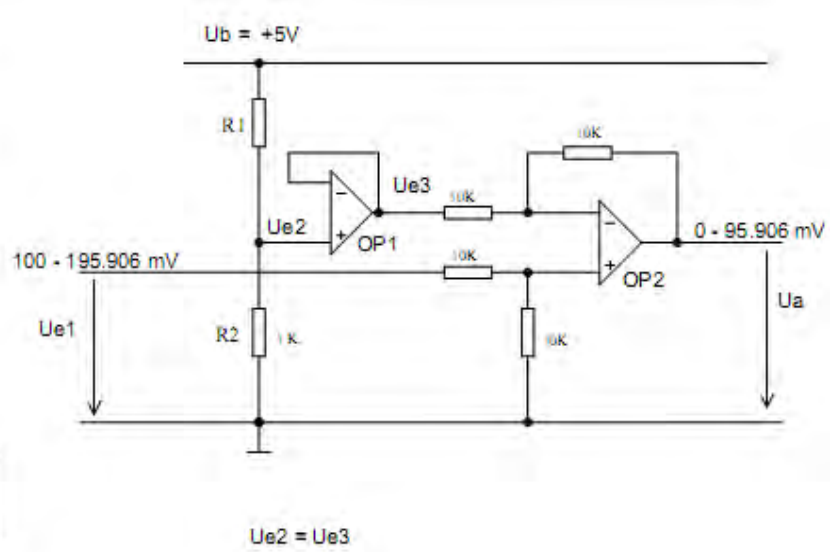 Ub = +5V
R1
10K
Ue3
10K
Ue2
OP1
0 - 95.906 mV
100 - 195.906 mV
10K
OP2
Ua
Ue1
R2
1K
Ue2 = Ue3